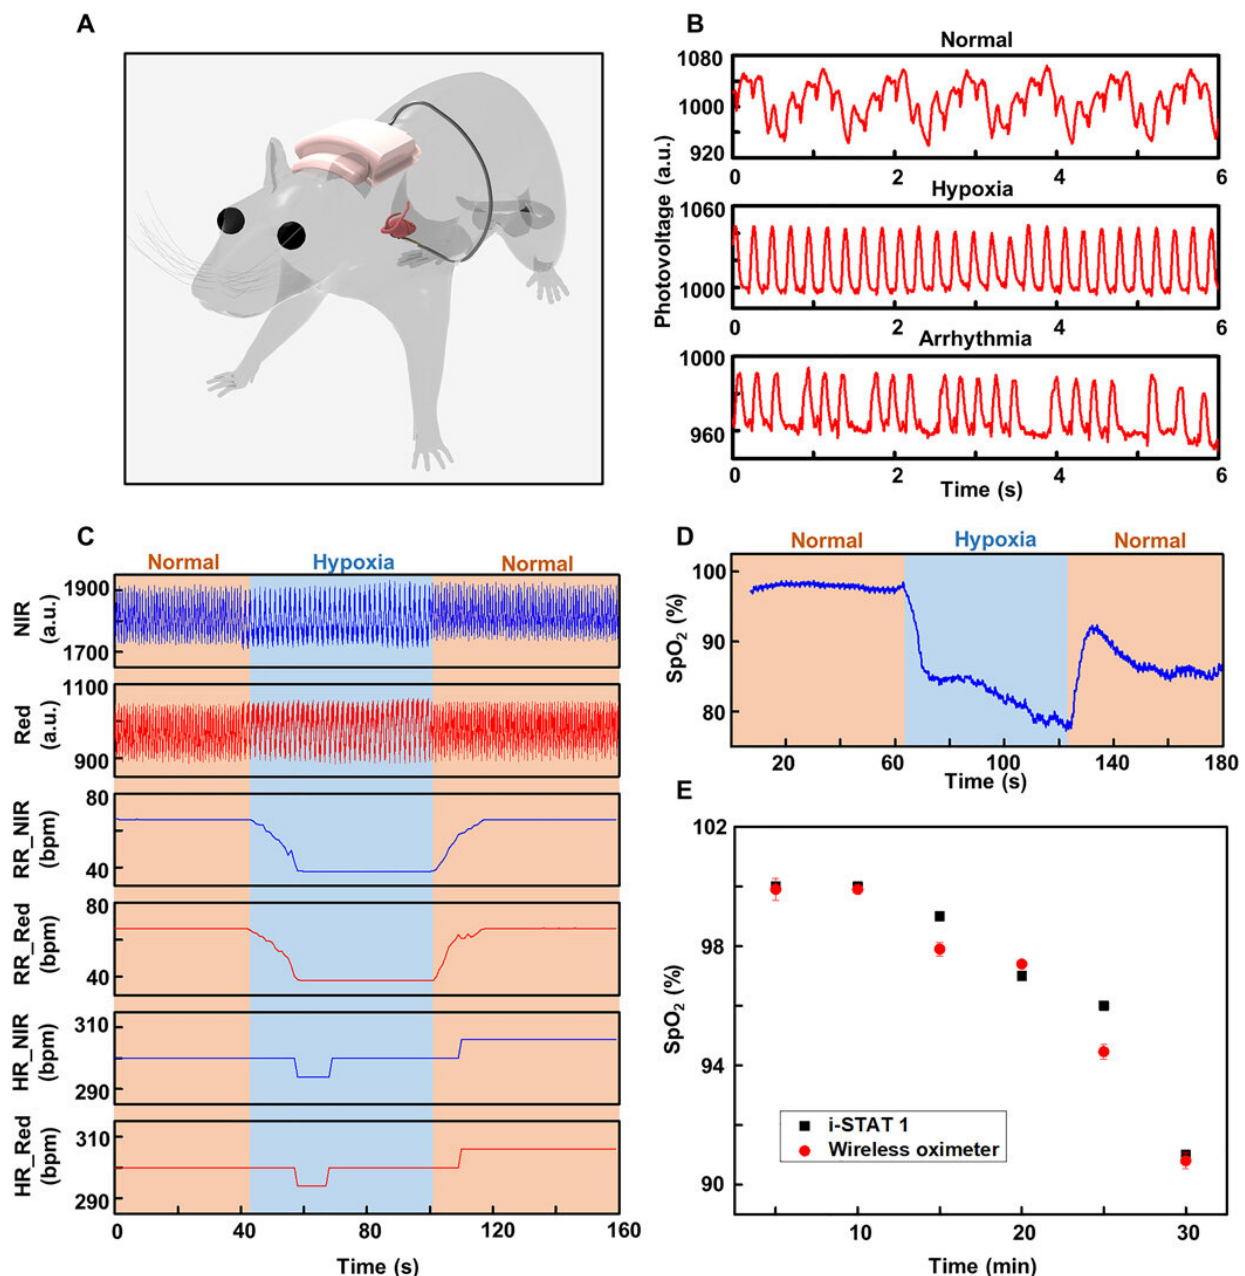 A
B
Normal
1080
1000
920
0 2 4 6
Hypoxia
1060
1000
0 2 4 6
Arrhythmia
1000
960
0 2 4 6
Time (s)
Photovoltage (a.u.)
C
Normal Hypoxia Normal
NIR
(a.u.)
1900
1700
Red
(a.u.)
1100
900
RR_NIR
(bpm)
80
40
RR_Red
(bpm)
80
40
HR_NIR
(bpm)
310
290
HR_Red
(bpm)
310
290
0 40 80 120 160
Time (s)
D
Normal Hypoxia Normal
SpO₂ (%)
100
90
80
20 60 100 140 180
Time (s)
E
SpO₂ (%)
102
98
94
90
i-STAT 1
Wireless oximeter
10 20 30
Time (min)